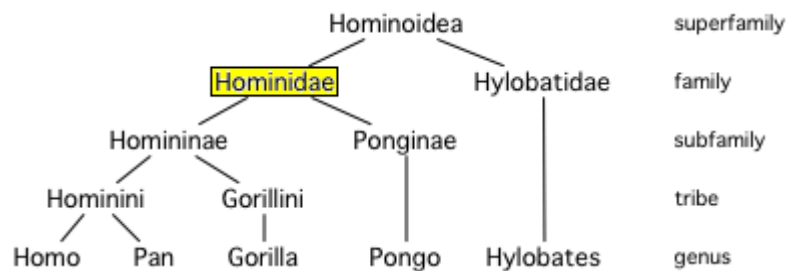 Hominoidea superfamily
Hominidae Hylobatidae family
Homininae Ponginae subfamily
Hominini Gorillini tribe
Homo Pan Gorilla Pongo Hylobates genus